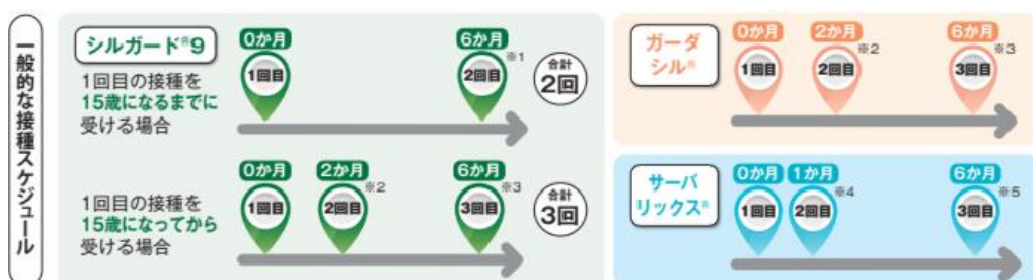 一般的な接種スケジュール
シルガード®9
1回目の接種を
15歳になるまでに
受ける場合
0か月
1回目
6か月
※1
2回目
合計
2回
1回目の接種を
15歳になってから
受ける場合
0か月
1回目
2か月
※2
2回目
6か月
※3
3回目
合計
3回
ガーダ
シル®
0か月
1回目
2か月
※2
2回目
6か月
※3
3回目
サーバ
リックス®
0か月
1回目
1か月
※4
2回目
6か月
※5
3回目